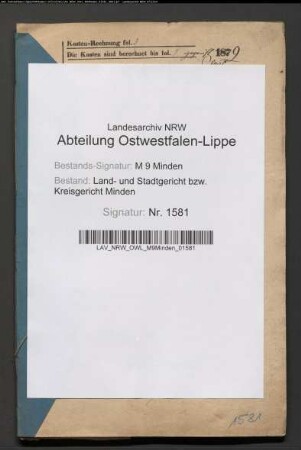 Kosten-Rechnung fol.
Die Kosten sind berechnet bis fol. 1879
Landesarchiv NRW
Abteilung Ostwestfalen-Lippe
Bestands-Signatur: M 9 Minden
Bestand: Land- und Stadtgericht bzw.
Kreisgericht Minden
Signatur: Nr. 1581
LAV_NRW_OWL_M9Minden_01581
1581